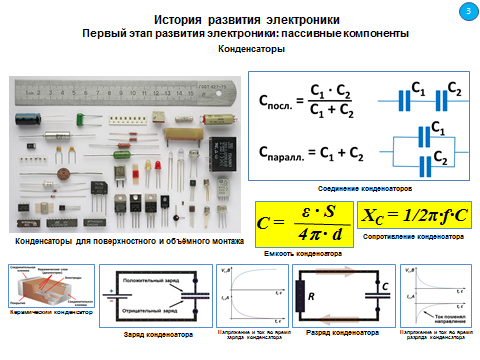 3
История развития электроники
Первый этап развития электроники: пассивные компоненты
Конденсаторы
Cпосл. = C1 · C2 / C1 + C2
C1 C2
Cпаралл. = C1 + C2
C1
C2
Соединение конденсаторов
Конденсаторы для поверхностного и объёмного монтажа
C = ε · S / 4π · d
Емкость конденсатора
XC = 1/2π·f·C
Сопротивление конденсатора
Керамический конденсатор
Положительный заряд
Отрицательный заряд
Заряд конденсатора
t, c
t, c
Напряжение и ток во время
заряда конденсатора
R
C
Разряд конденсатора
t, c
t, c
Ток поменял
направление
Напряжение и ток во время
разряда конденсатора